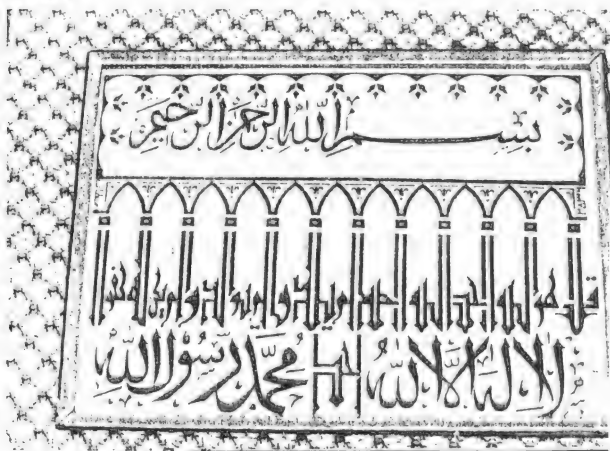 بسم الله الرحمن الرحيم
قل هو الله احد الله الصمد لم يلد ولم يولد ولم يكن له كفوا
لا اله الا الله احد محمد رسول الله